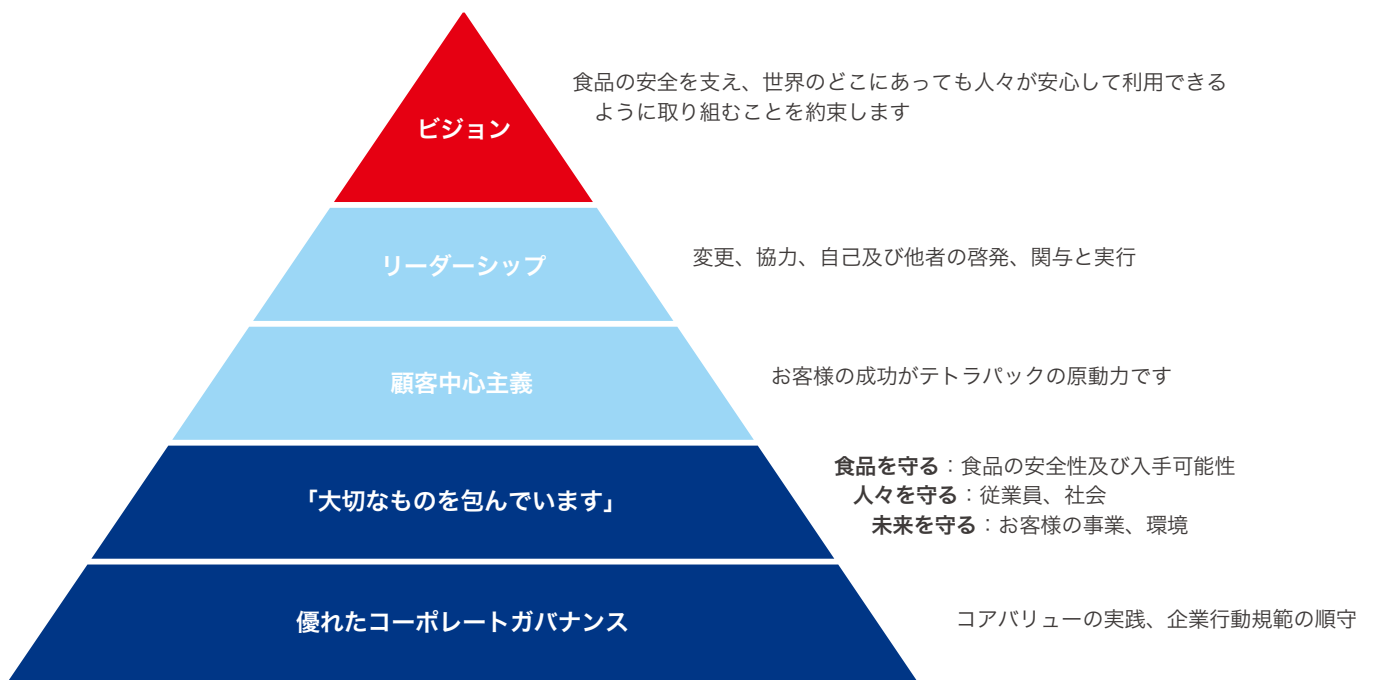 ビジョン
食品の安全を支え、世界のどこにあっても人々が安心して利用できる
ように取り組むことを約束します
リーダーシップ
変更、協力、自己及び他者の啓発、関与と実行
顧客中心主義
お客様の成功がテトラパックの原動力です
「大切なものを包んでいます」
食品を守る：食品の安全性及び入手可能性
人々を守る：従業員、社会
未来を守る：お客様の事業、環境
優れたコーポレートガバナンス
コアバリューの実践、企業行動規範の順守